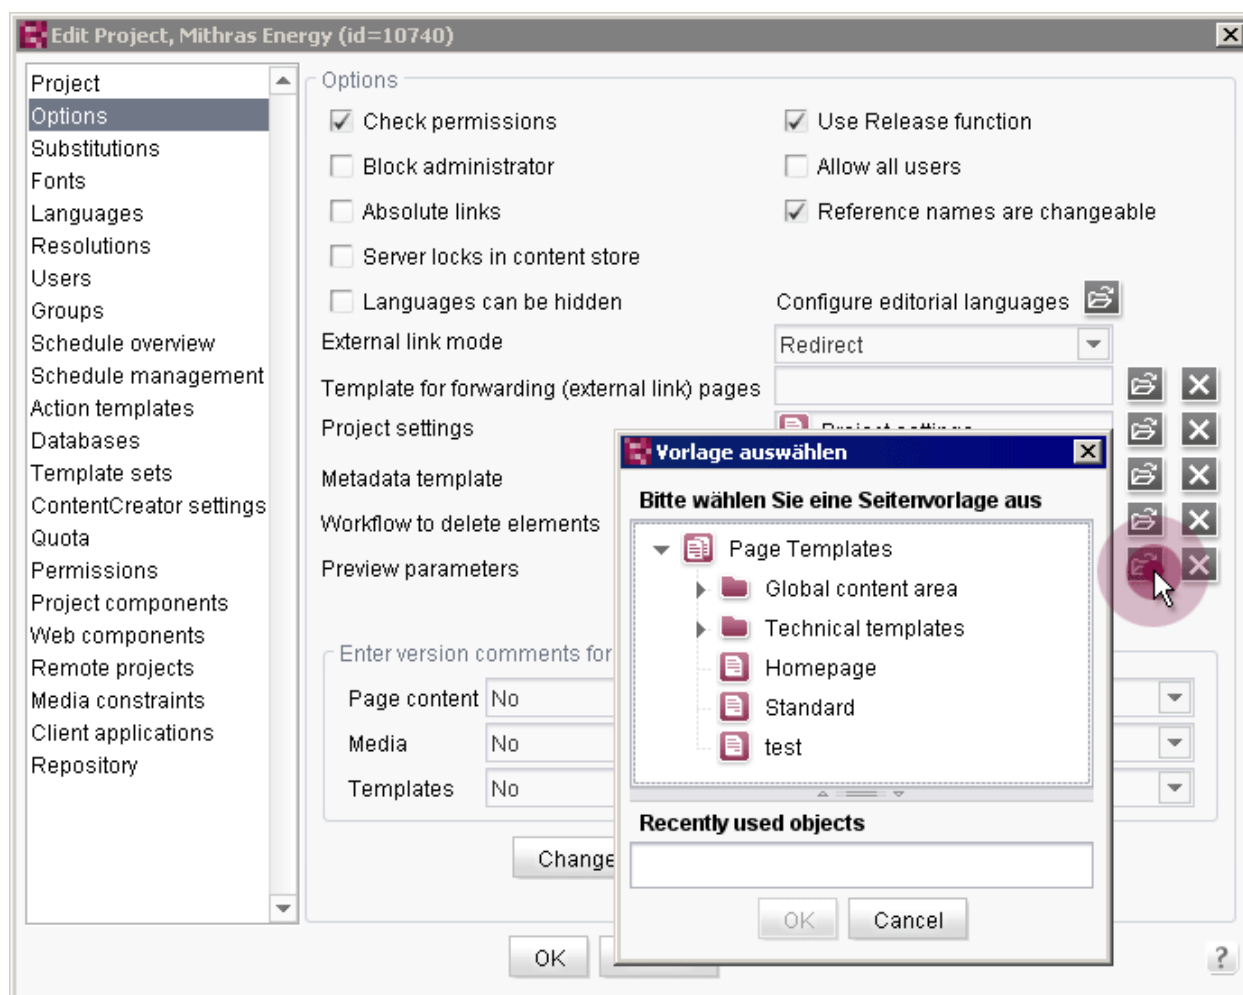 Edit Project, Mithras Energy (id=10740)
Project
Options
Substitutions
Fonts
Languages
Resolutions
Users
Groups
Schedule overview
Schedule management
Action templates
Databases
Template sets
ContentCreator settings
Quota
Permissions
Project components
Web components
Remote projects
Media constraints
Client applications
Repository
Options
Check permissions
Use Release function
Block administrator
Allow all users
Absolute links
Reference names are changeable
Server locks in content store
Languages can be hidden
Configure editorial languages
External link mode
Redirect
Template for forwarding (external link) pages
Project settings
Metadata template
Workflow to delete elements
Preview parameters
Enter version comments for
Page content No
Media No
Templates No
Change
OK
Vorlage auswählen
Bitte wählen Sie eine Seitenvorlage aus
Page Templates
Global content area
Technical templates
Homepage
Standard
test
Recently used objects
OK Cancel
?